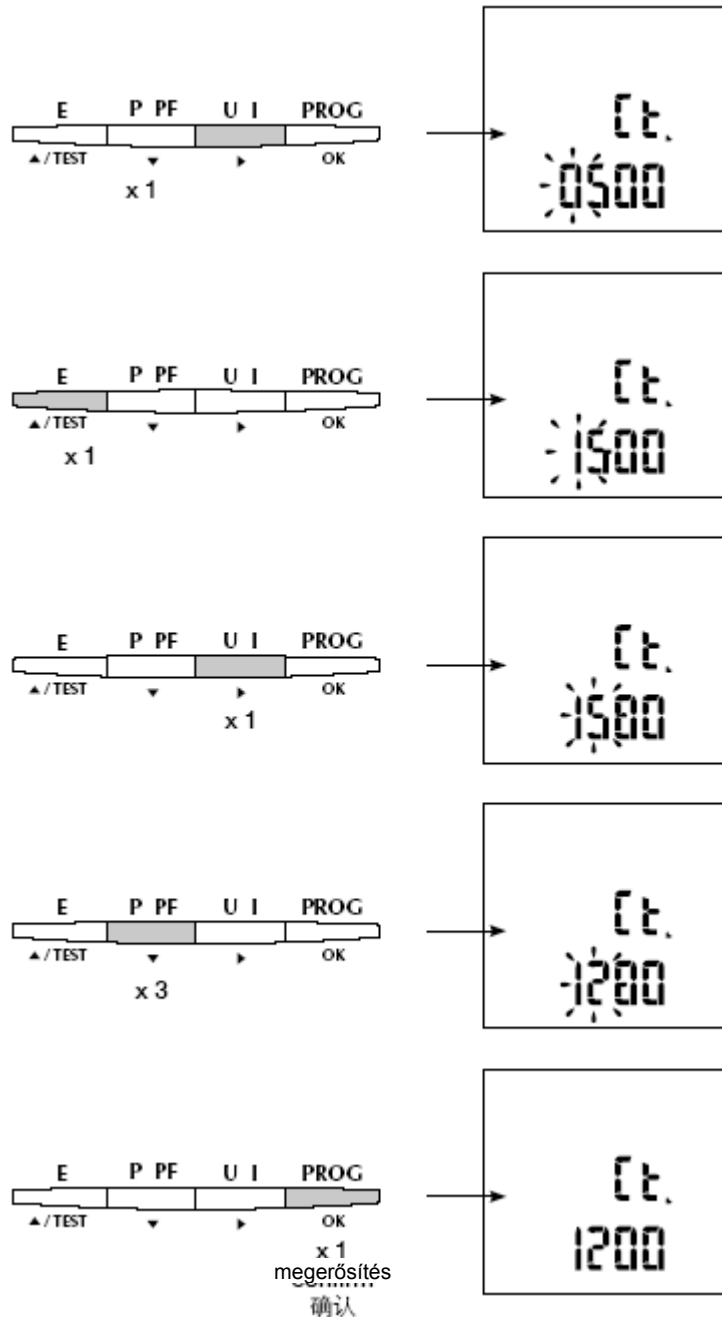 E P PF U I PROG
▲/TEST ▼ ▶ OK
x 1
Ct.
0500
E P PF U I PROG
▲/TEST ▼ ▶ OK
x 1
Ct.
1500
E P PF U I PROG
▲/TEST ▼ ▶ OK
x 1
Ct.
1500
E P PF U I PROG
▲/TEST ▼ ▶ OK
x 3
Ct.
1200
E P PF U I PROG
▲/TEST ▼ ▶ OK
x 1
megerősítés
确认
Ct.
1200